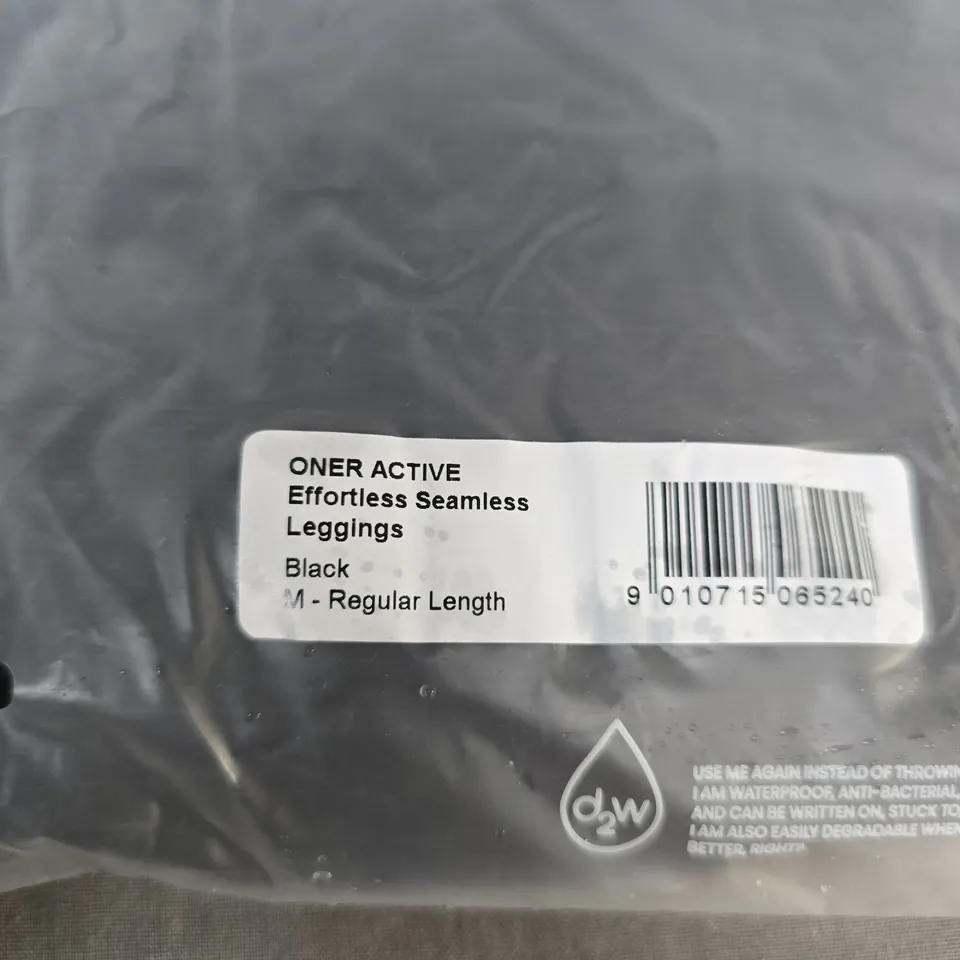 ONER ACTIVE
Effortless Seamless
Leggings
Black
M - Regular Length
9 010715 065240
d2w
USE ME AGAIN INSTEAD OF
I AM WATERPROOF, ANTI-BACTERIAL,
AND CAN BE WRITTEN ON, STUCK TO,
I AM ALSO EASILY DEGRADABLE WHEN
BETTER, RIGHT?